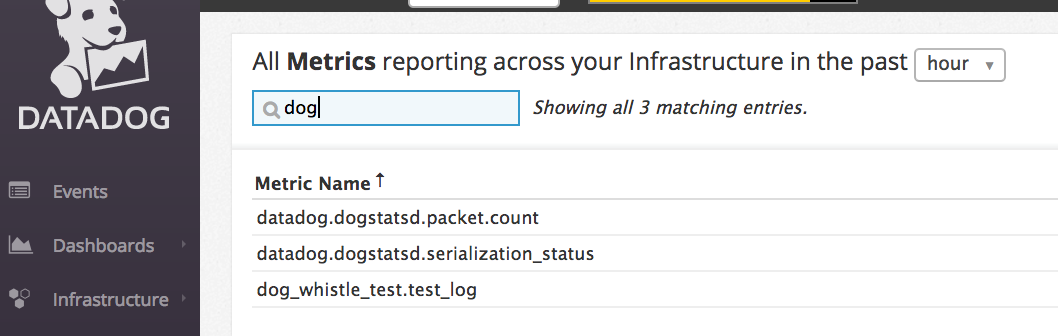 DATADOG
Events
Dashboards
Infrastructure
All Metrics reporting across your Infrastructure in the past hour
dog
Showing all 3 matching entries.
Metric Name
datadog.dogstatsd.packet.count
datadog.dogstatsd.serialization_status
dog_whistle_test.test_log